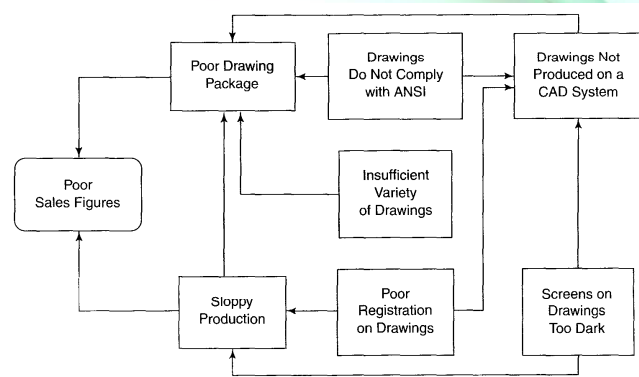 Poor Drawing
Package
Drawings
Do Not Comply
with ANSI
Drawings Not
Produced on a
CAD System
Poor
Sales Figures
Insufficient
Variety
of Drawings
Sloppy
Production
Poor
Registration
on Drawings
Screens on
Drawings
Too Dark